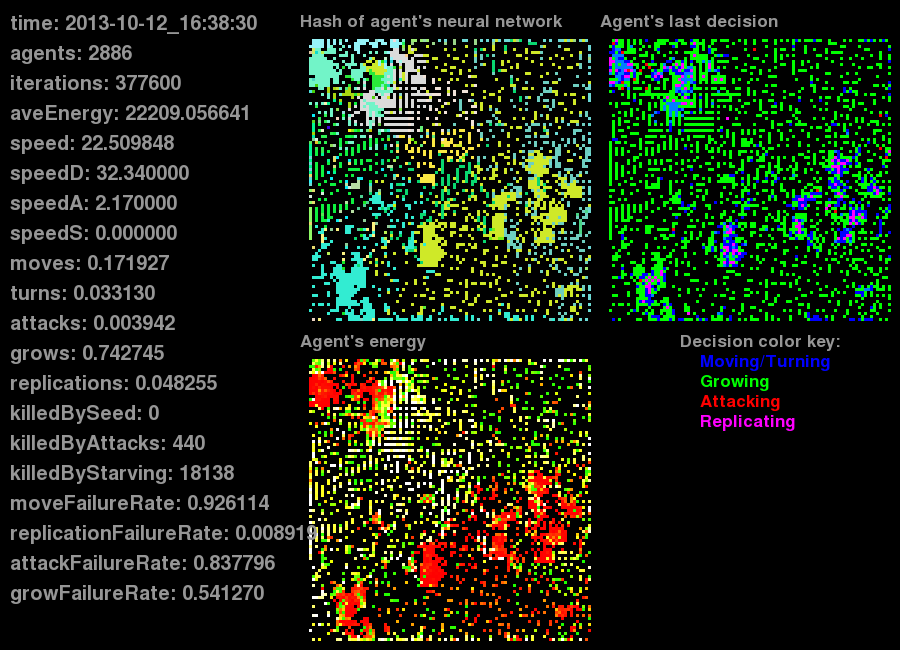 time: 2013-10-12_16:38:30
agents: 2886
iterations: 377600
aveEnergy: 22209.056641
speed: 22.509848
speedD: 32.340000
speedA: 2.170000
speedS: 0.000000
moves: 0.171927
turns: 0.033130
attacks: 0.003942
grows: 0.742745
replications: 0.048255
killedBySeed: 0
killedByAttacks: 440
killedByStarving: 18138
moveFailureRate: 0.926114
replicationFailureRate: 0.008919
attackFailureRate: 0.837796
growFailureRate: 0.541270
Hash of agent's neural network
Agent's last decision
Agent's energy
Decision color key:
Moving/Turning
Growing
Attacking
Replicating